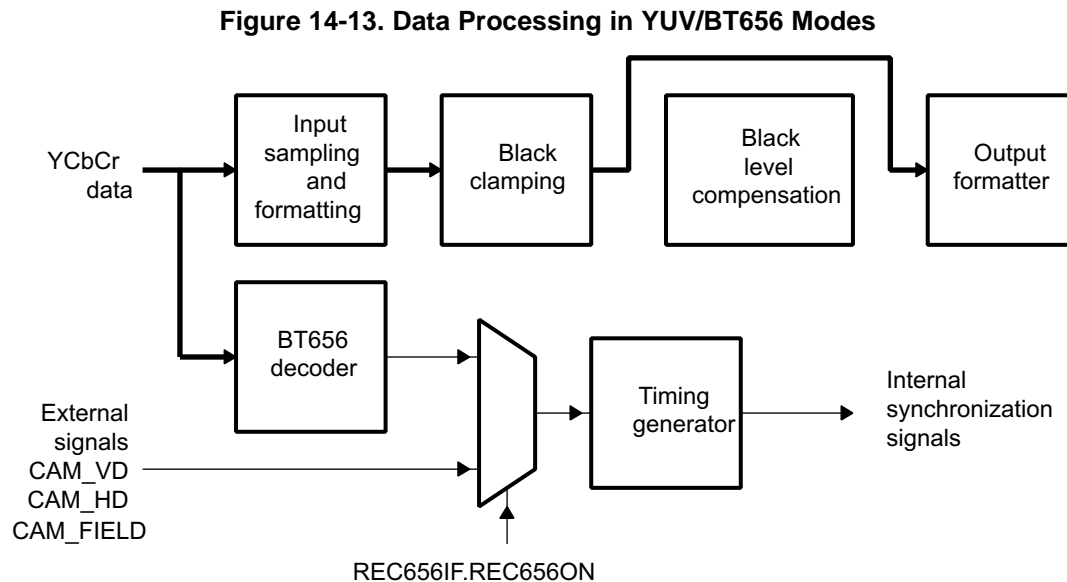 Figure 14-13. Data Processing in YUV/BT656 Modes
YCbCr
data
Input
sampling
and
formatting
Black
clamping
Black
level
compensation
Output
formatter
BT656
decoder
External
signals
CAM_VD
CAM_HD
CAM_FIELD
Timing
generator
Internal
synchronization
signals
REC656IF.REC656ON